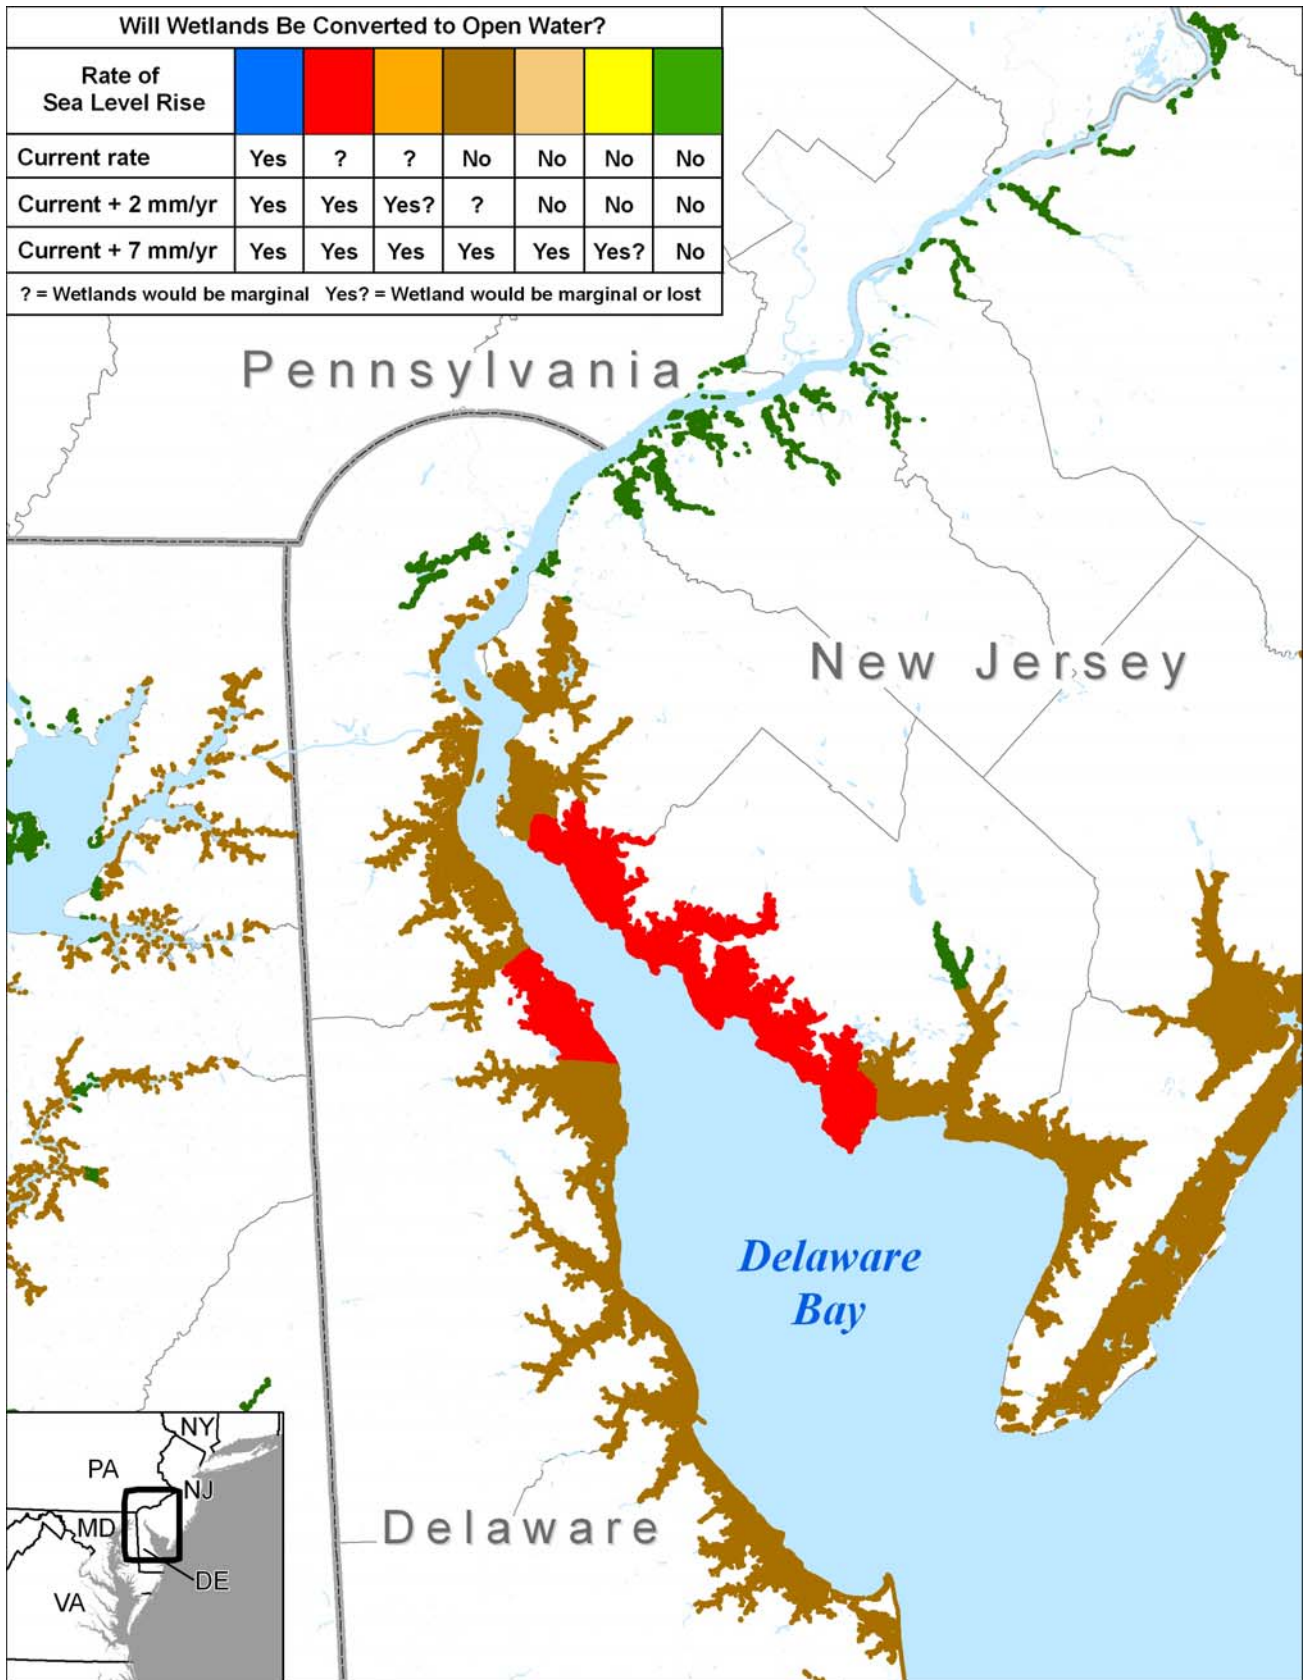 Will Wetlands Be Converted to Open Water?
Rate of
Sea Level Rise
Current rate Yes ? ? No No No No
Current + 2 mm/yr Yes Yes Yes? ? No No No
Current + 7 mm/yr Yes Yes Yes Yes Yes Yes? No
? = Wetlands would be marginal Yes? = Wetland would be marginal or lost
Pennsylvania
New Jersey
Delaware
Bay
Delaware
NY
PA
NJ
MD
DE
VA